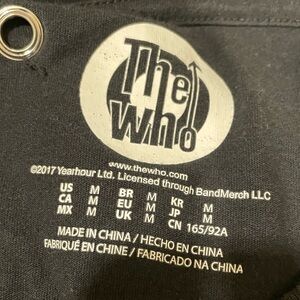 The
Who
www.thewho.com
©2017 Yearhour Ltd. Licensed through BandMerch LLC
US M BR M KR M
CA M EU M JP M
MX M UK M CN 165/92A
MADE IN CHINA / HECHO EN CHINA
FABRIQUÉ EN CHINE / FABRICADO NA CHINA